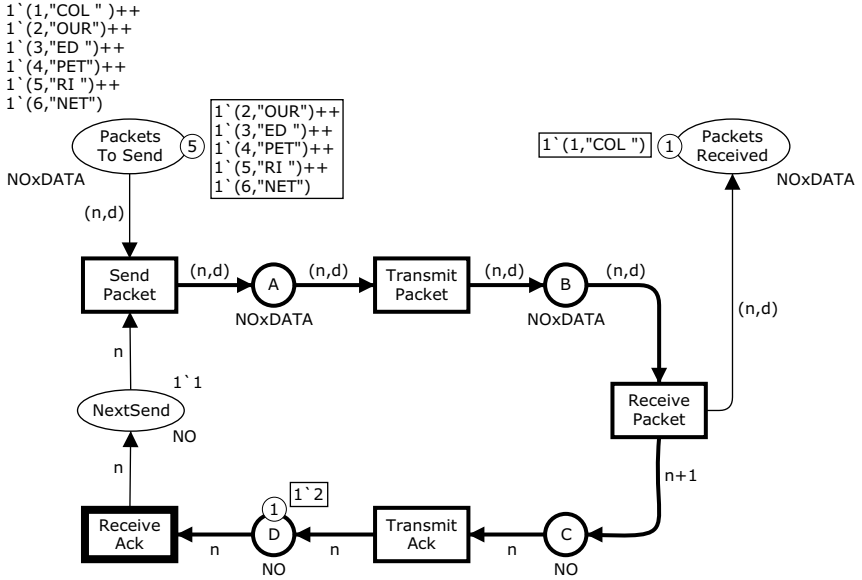 1`(1,"COL " )++
1`(2,"OUR")++
1`(3,"ED ")++
1`(4,"PET")++
1`(5,"RI ")++
1`(6,"NET")
Packets
To Send
5
1`(2,"OUR")++
1`(3,"ED ")++
1`(4,"PET")++
1`(5,"RI ")++
1`(6,"NET")
NOxDATA
1`(1,"COL ")
1
Packets
Received
NOxDATA
(n,d)
Send
Packet
(n,d)
A
NOxDATA
(n,d)
Transmit
Packet
(n,d)
B
NOxDATA
(n,d)
(n,d)
n
1`1
NextSend
NO
Receive
Packet
n
n+1
1`2
1
Receive
Ack
n
D
NO
n
Transmit
Ack
n
C
NO